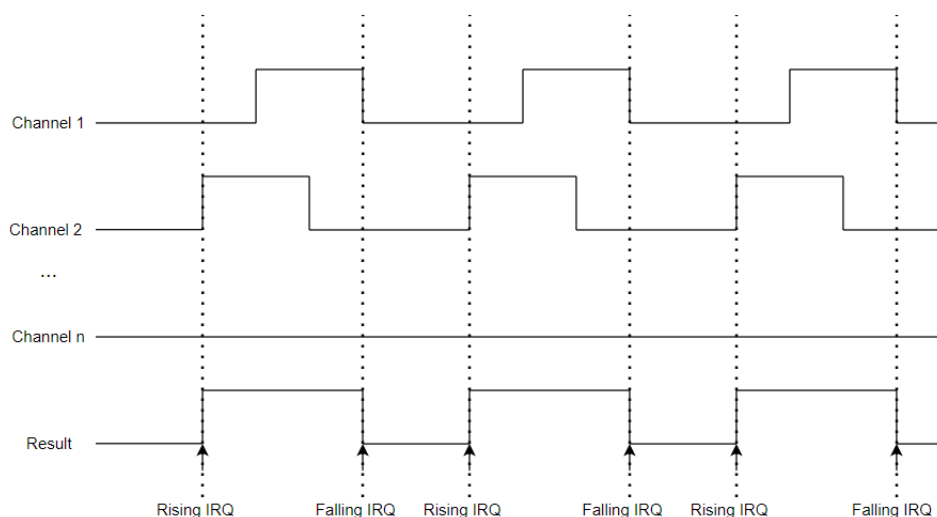 Channel 1
Channel 2
...
Channel n
Result
Rising IRQ Falling IRQ Rising IRQ Falling IRQ Rising IRQ Falling IRQ